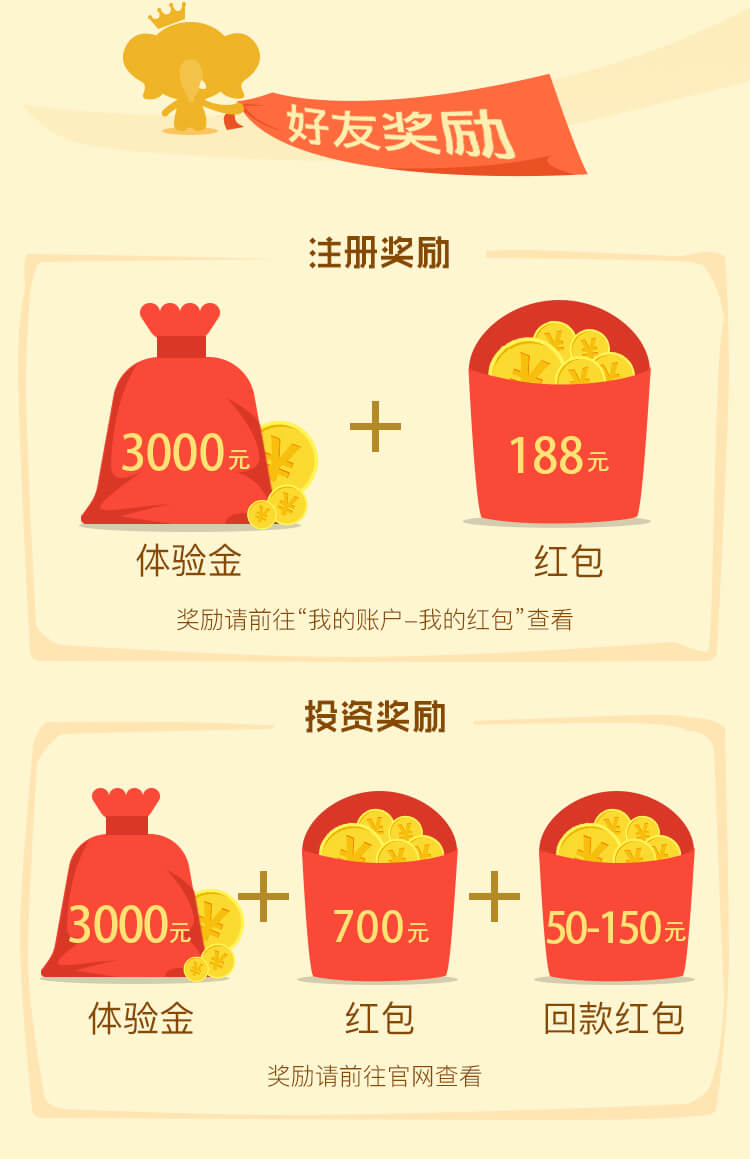 好友奖励
注册奖励
3000元
+
188元
体验金
红包
奖励请前往“我的账户–我的红包”查看
投资奖励
3000元
+
700元
+
50-150元
体验金
红包
回款红包
奖励请前往官网查看